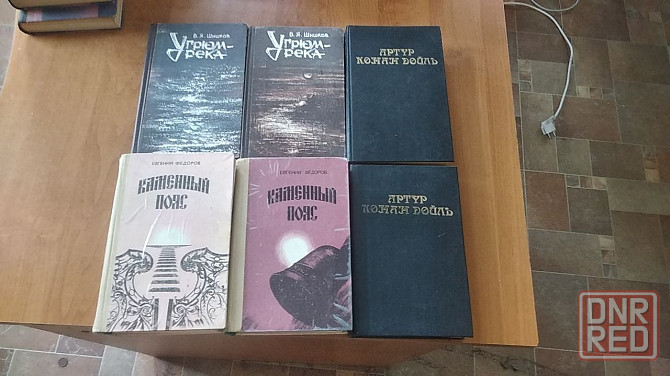 В. Я. Шишков
Угрюм-
река
В. Я. Шишков
Угрюм-
река
АРТУР
КОНАН ДОЙЛЬ
ЕВГЕНИЙ ФЕДОРОВ
КАМЕННЫЙ
ПОЯС
ЕВГЕНИЙ ФЕДОРОВ
КАМЕННЫЙ
ПОЯС
АРТУР
КОНАН ДОЙЛЬ
DNR
RED